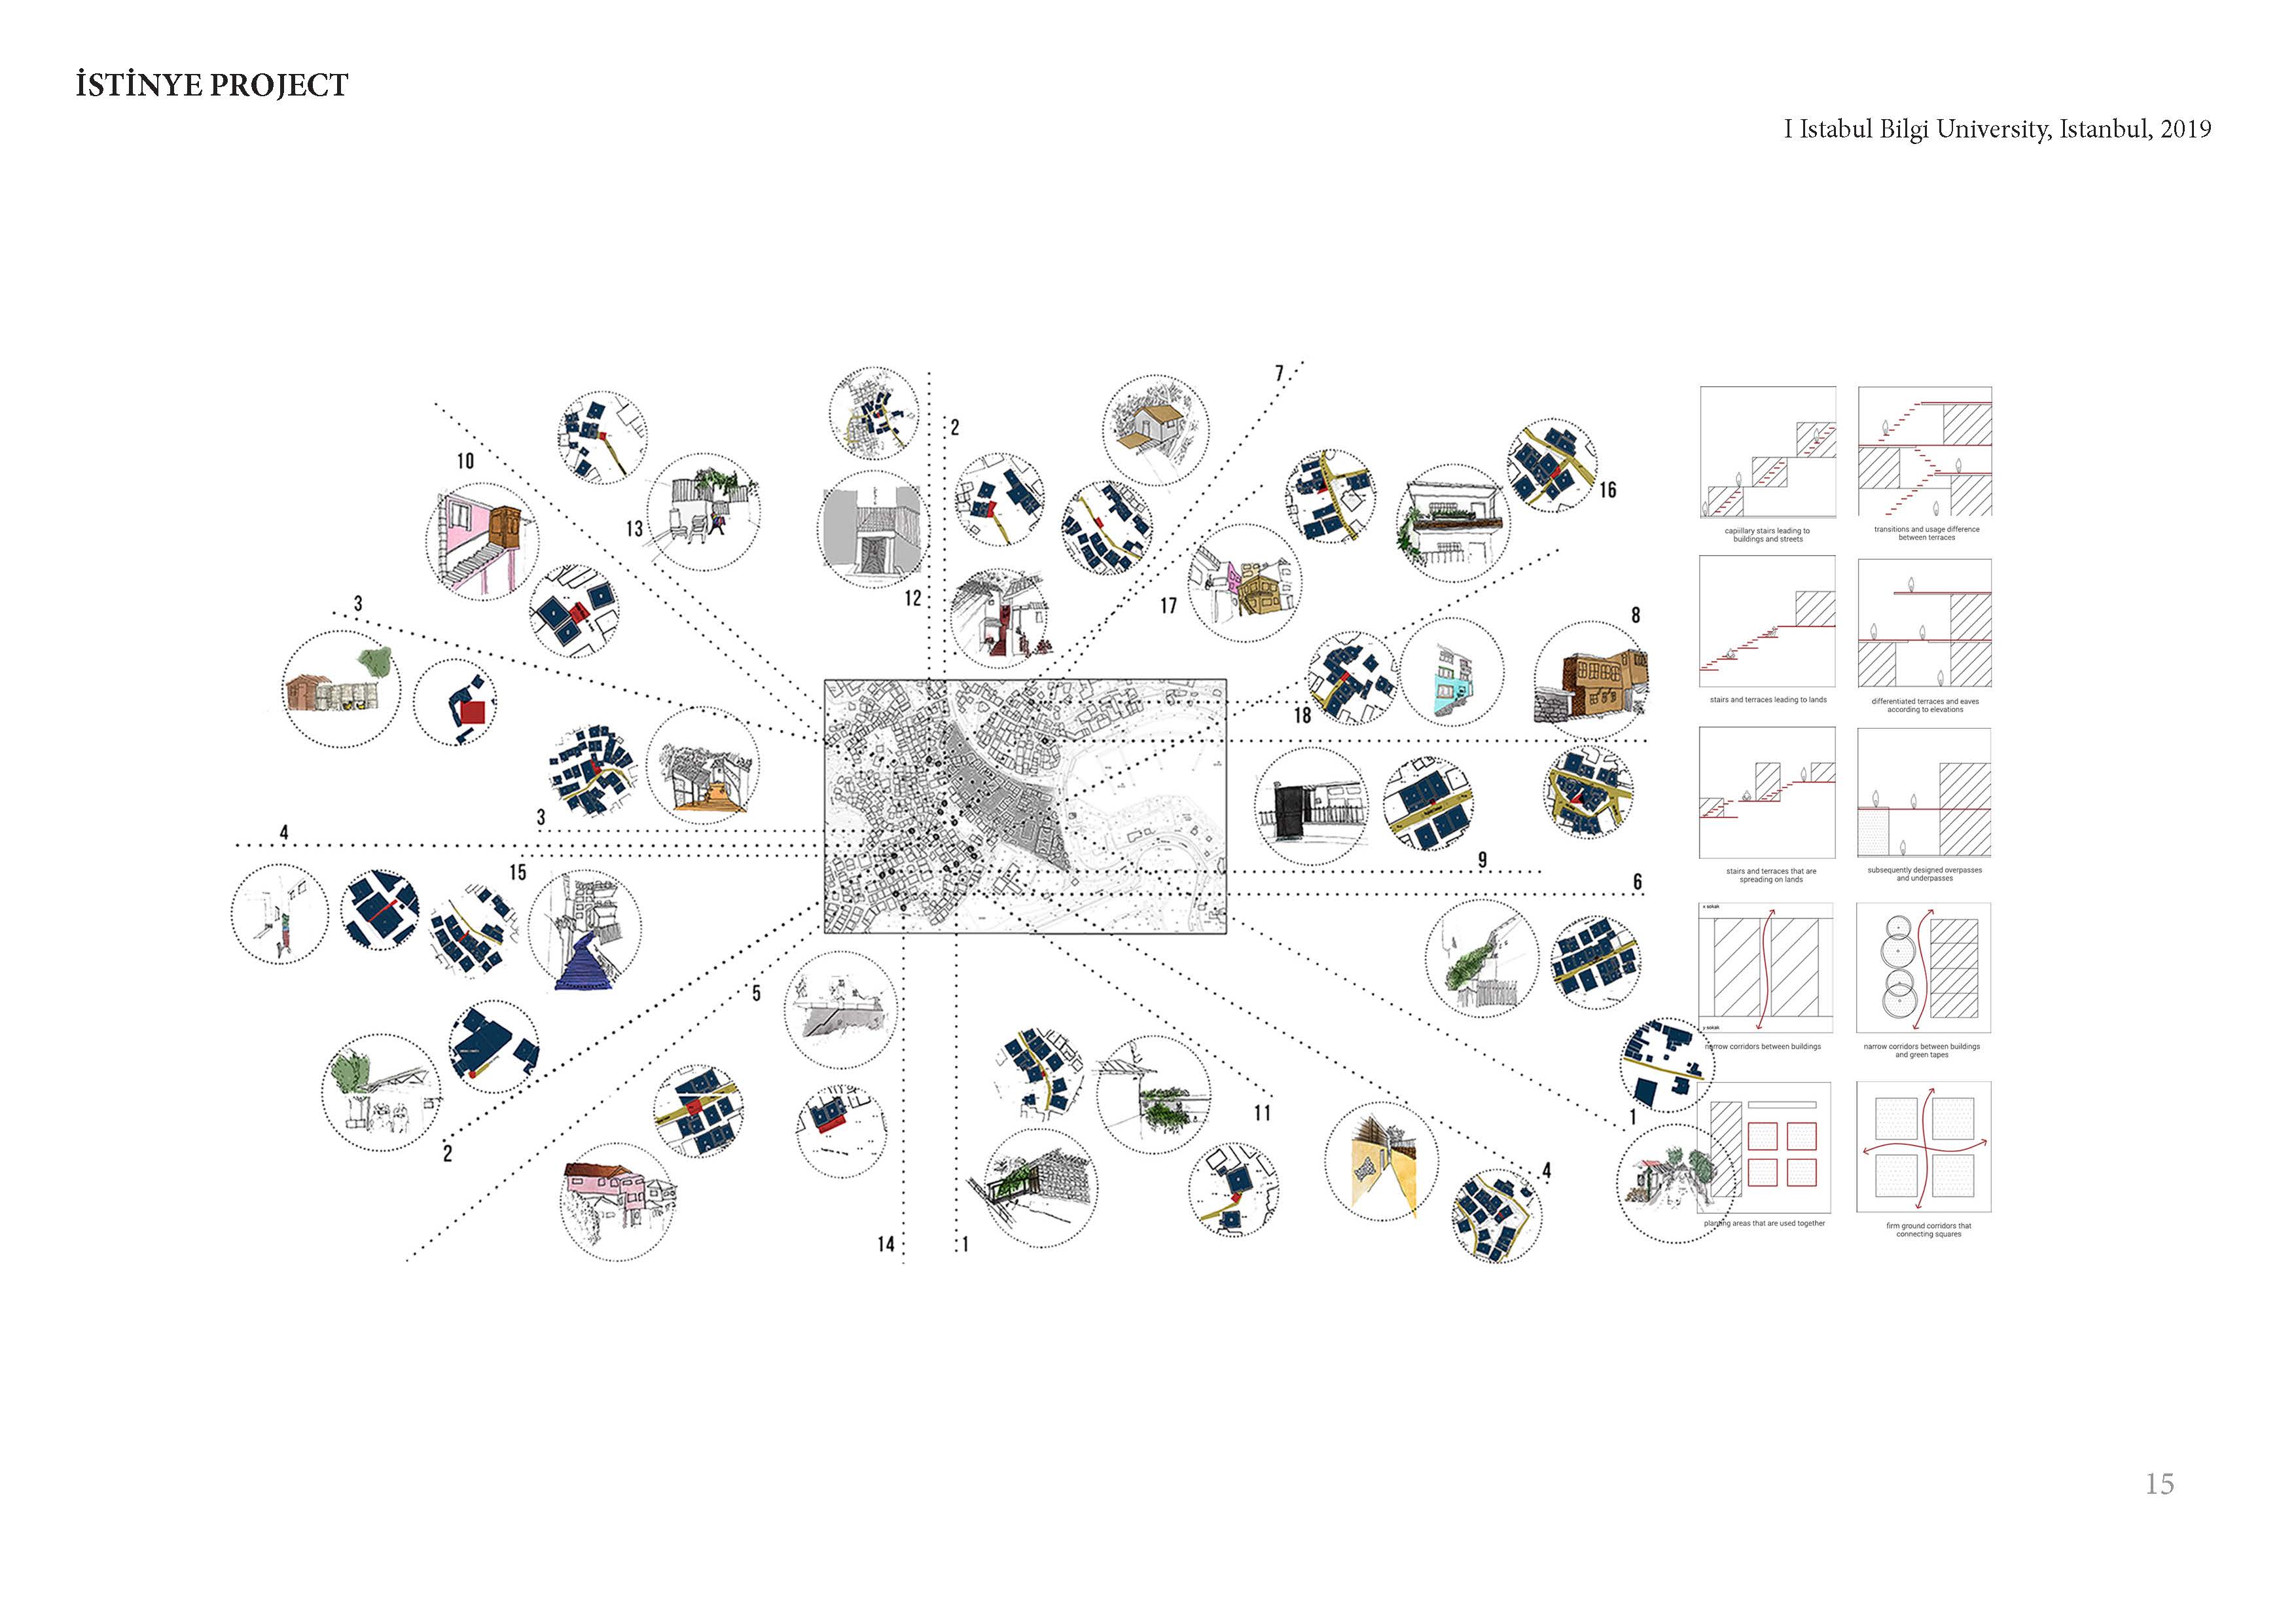 İSTİNYE PROJECT
I Istabul Bilgi University, Istanbul, 2019
7
2
10
16
13
12
17
3
8
18
3
4
15
9
6
5
2
11
1
4
14
1
capillary stairs leading to
buildings and streets
transitions and usage difference
between terraces
stairs and terraces leading to lands
differentiated terraces and eaves
according to elevations
stairs and terraces that are
spreading on lands
subsequently designed overpasses
and underpasses
x sokak
y sokak
narrow corridors between buildings
narrow corridors between buildings
and green tapes
planting areas that are used together
firm ground corridors that
connecting squares
15